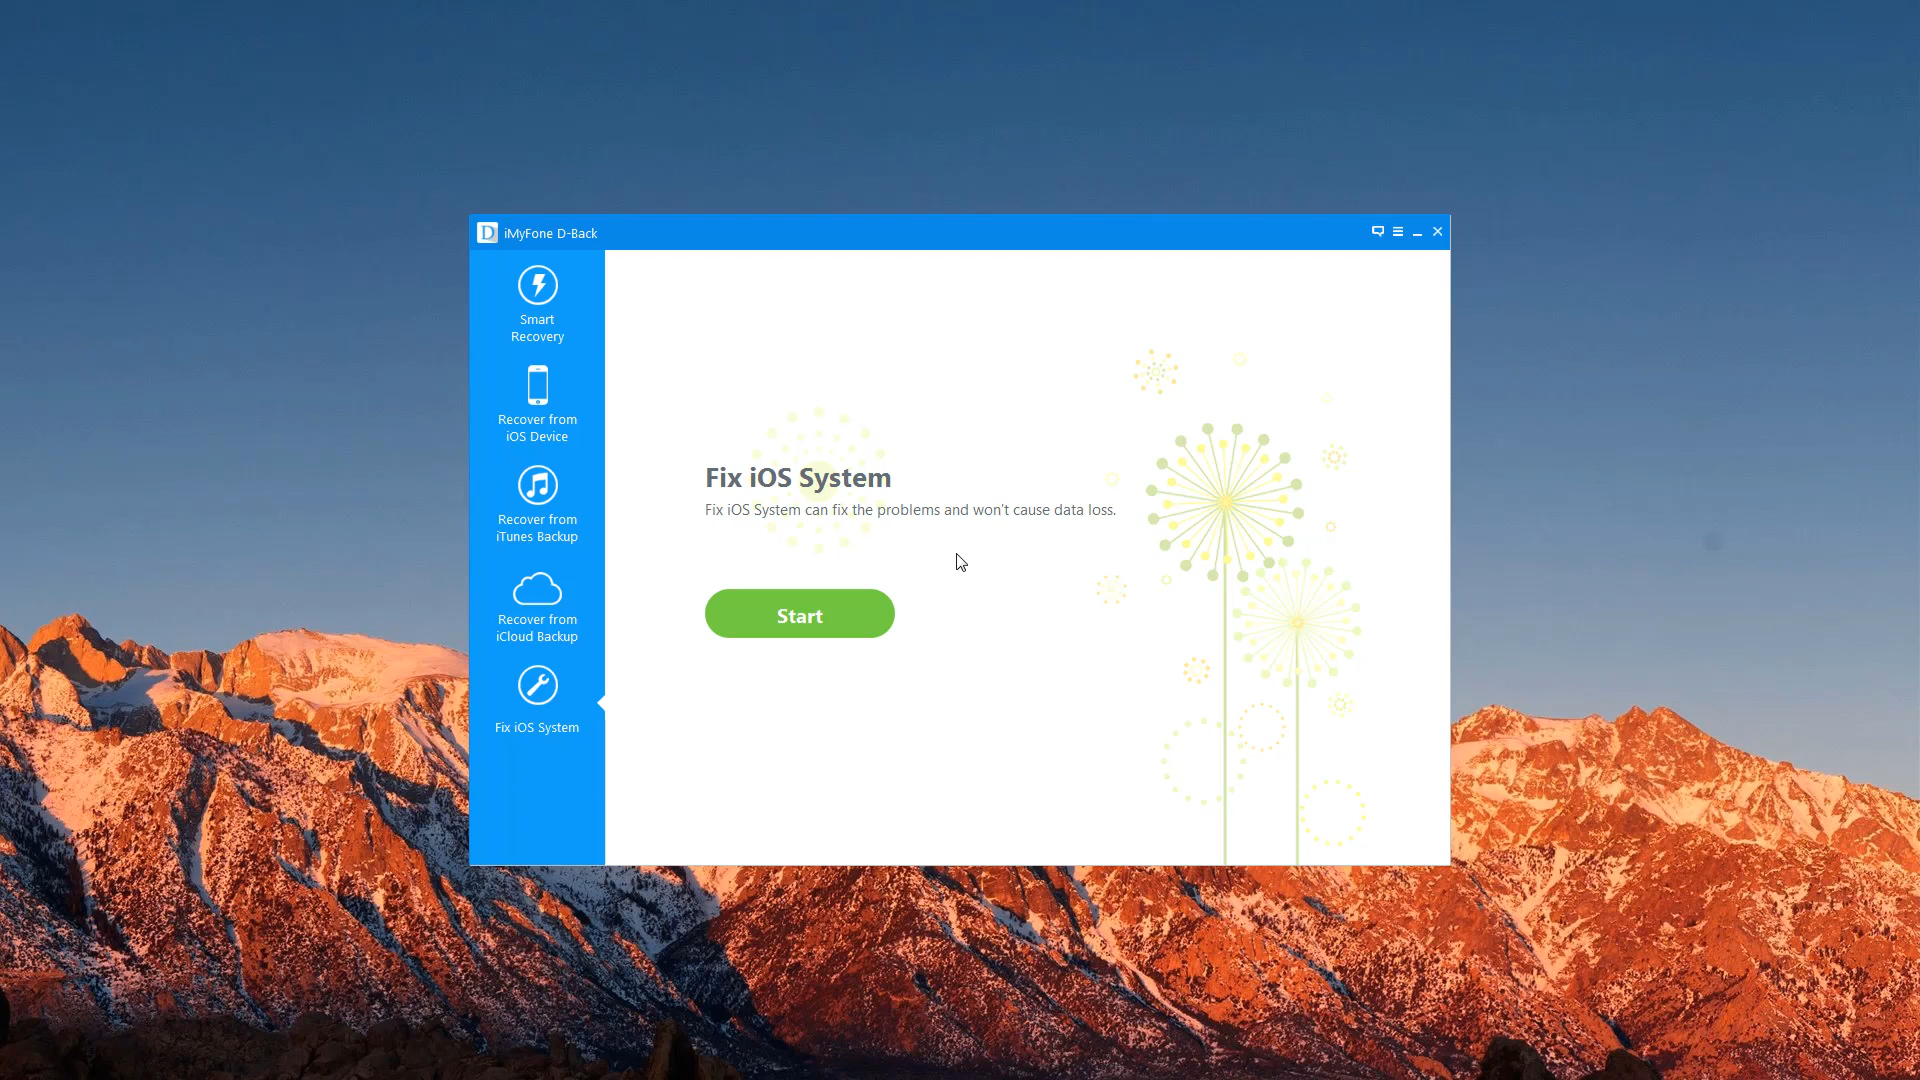 D iMyFone D-Back
Smart
Recovery
Recover from
iOS Device
Recover from
iTunes Backup
Recover from
iCloud Backup
Fix iOS System
Fix iOS System
Fix iOS System can fix the problems and won't cause data loss.
Start